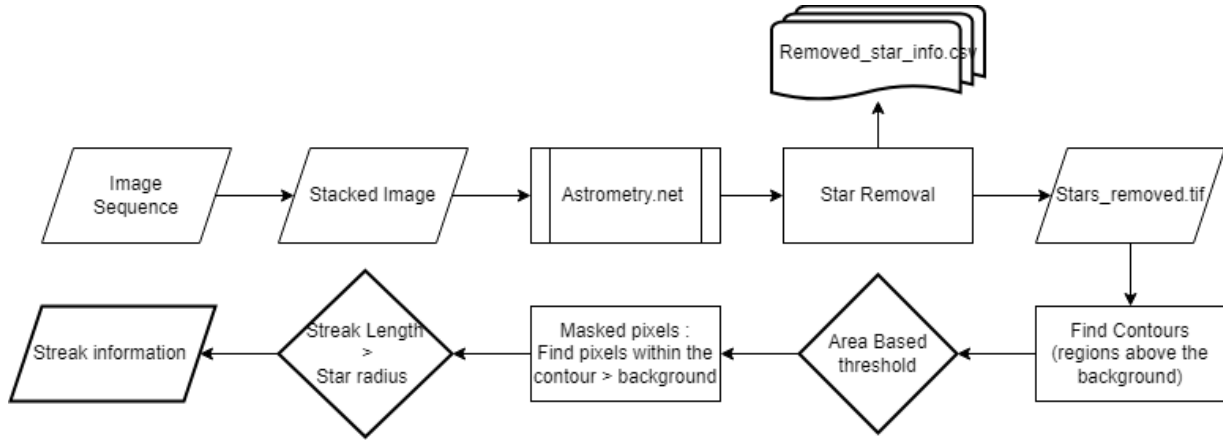 Removed_star_info.csv
Image
Sequence
Stacked Image
Astrometry.net
Star Removal
Stars_removed.tif
Find Contours
(regions above the
background)
Area Based
threshold
Masked pixels :
Find pixels within the
contour > background
Streak Length
>
Star radius
Streak information